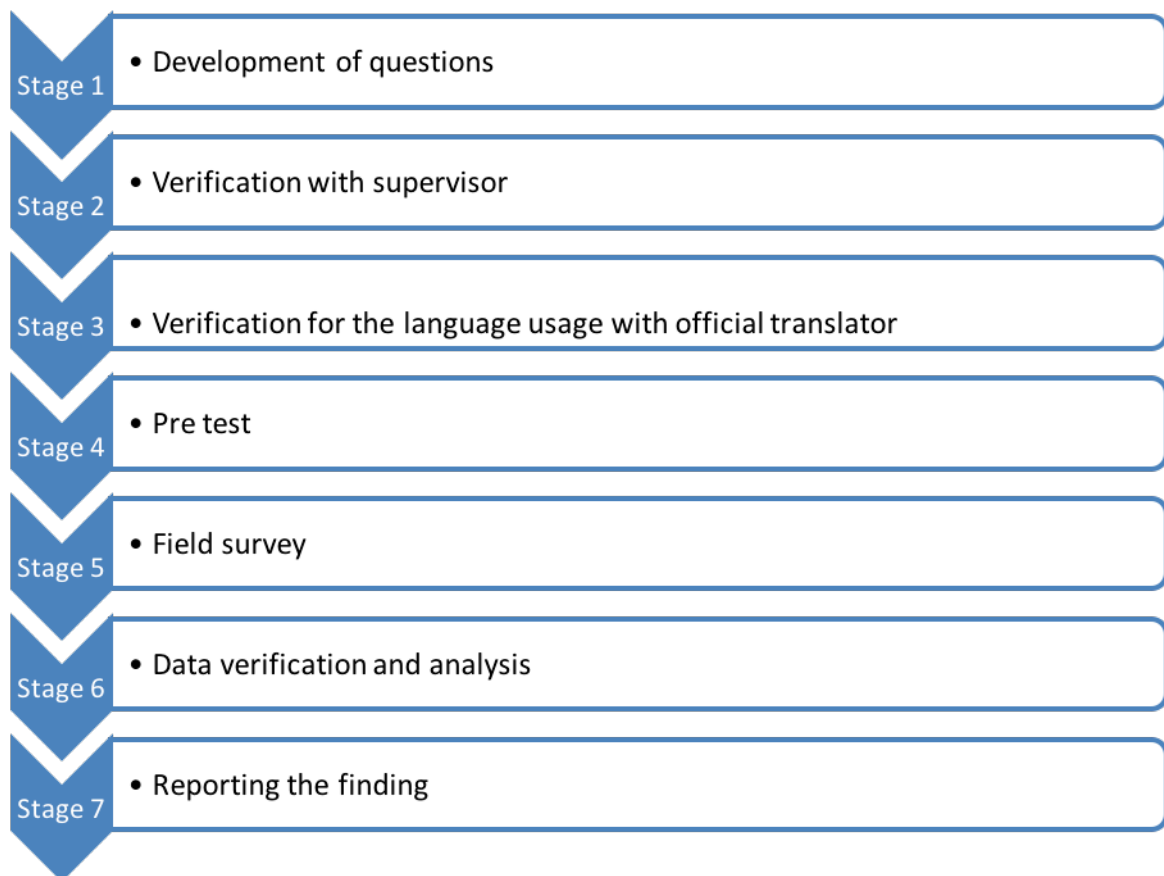 Stage 1
• Development of questions
Stage 2
• Verification with supervisor
Stage 3
• Verification for the language usage with official translator
Stage 4
• Pre test
Stage 5
• Field survey
Stage 6
• Data verification and analysis
Stage 7
• Reporting the finding